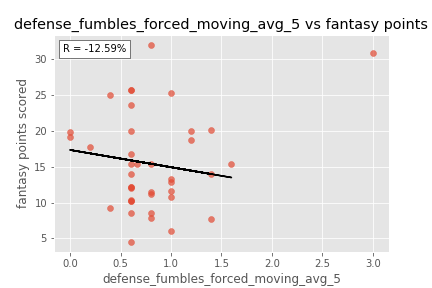 defense_fumbles_forced_moving_avg_5 vs fantasy points
R = -12.59%
fantasy points scored
30
25
20
15
10
5
0.0 0.5 1.0 1.5 2.0 2.5 3.0
defense_fumbles_forced_moving_avg_5